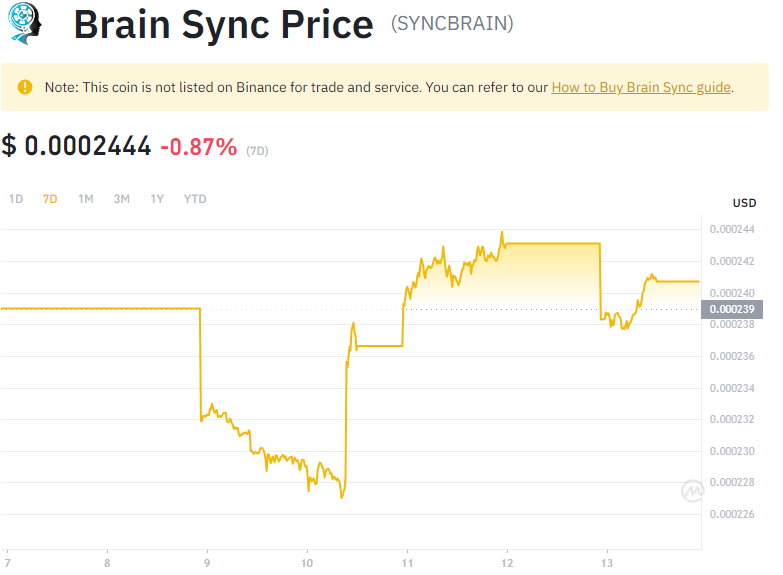 Brain Sync Price (SYNCBRAIN)
Note: This coin is not listed on Binance for trade and service. You can refer to our How to Buy Brain Sync guide.
$ 0.0002444 -0.87% (7D)
1D 7D 1M 3M 1Y YTD
USD
0.000244
0.000242
0.000240
0.000239
0.000238
0.000236
0.000234
0.000232
0.000230
0.000228
0.000226
7 8 9 10 11 12 13